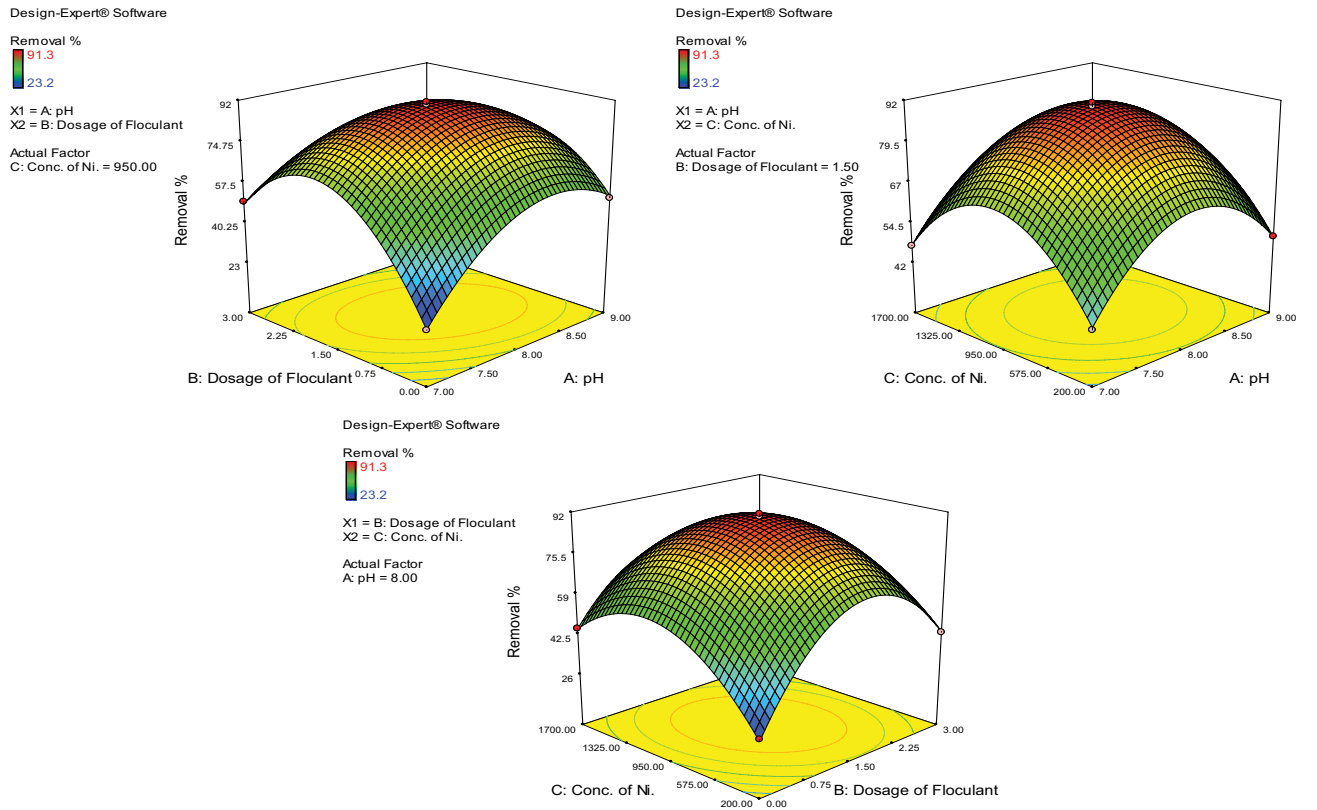 Design-Expert® Software
Removal %
91.3
23.2
X1 = A: pH
X2 = B: Dosage of Floculant
Actual Factor
C: Conc. of Ni. = 950.00
92
74.75
57.5
40.25
23
Removal %
3.00
2.25
1.50
0.75
0.00
B: Dosage of Floculant
7.00
7.50
8.00
8.50
9.00
A: pH
Design-Expert® Software
Removal %
91.3
23.2
X1 = A: pH
X2 = C: Conc. of Ni.
Actual Factor
B: Dosage of Floculant = 1.50
92
79.5
67
54.5
42
Removal %
1700.00
1325.00
950.00
575.00
200.00
C: Conc. of Ni.
7.00
7.50
8.00
8.50
9.00
A: pH
Design-Expert® Software
Removal %
91.3
23.2
X1 = B: Dosage of Floculant
X2 = C: Conc. of Ni.
Actual Factor
A: pH = 8.00
92
75.5
59
42.5
26
Removal %
1700.00
1325.00
950.00
575.00
200.00
C: Conc. of Ni.
0.00
0.75
1.50
2.25
3.00
B: Dosage of Floculant